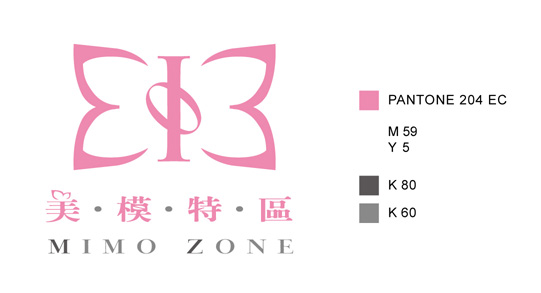 美·模·特·區
MIMO ZONE
PANTONE 204 EC
M 59
Y 5
K 80
K 60